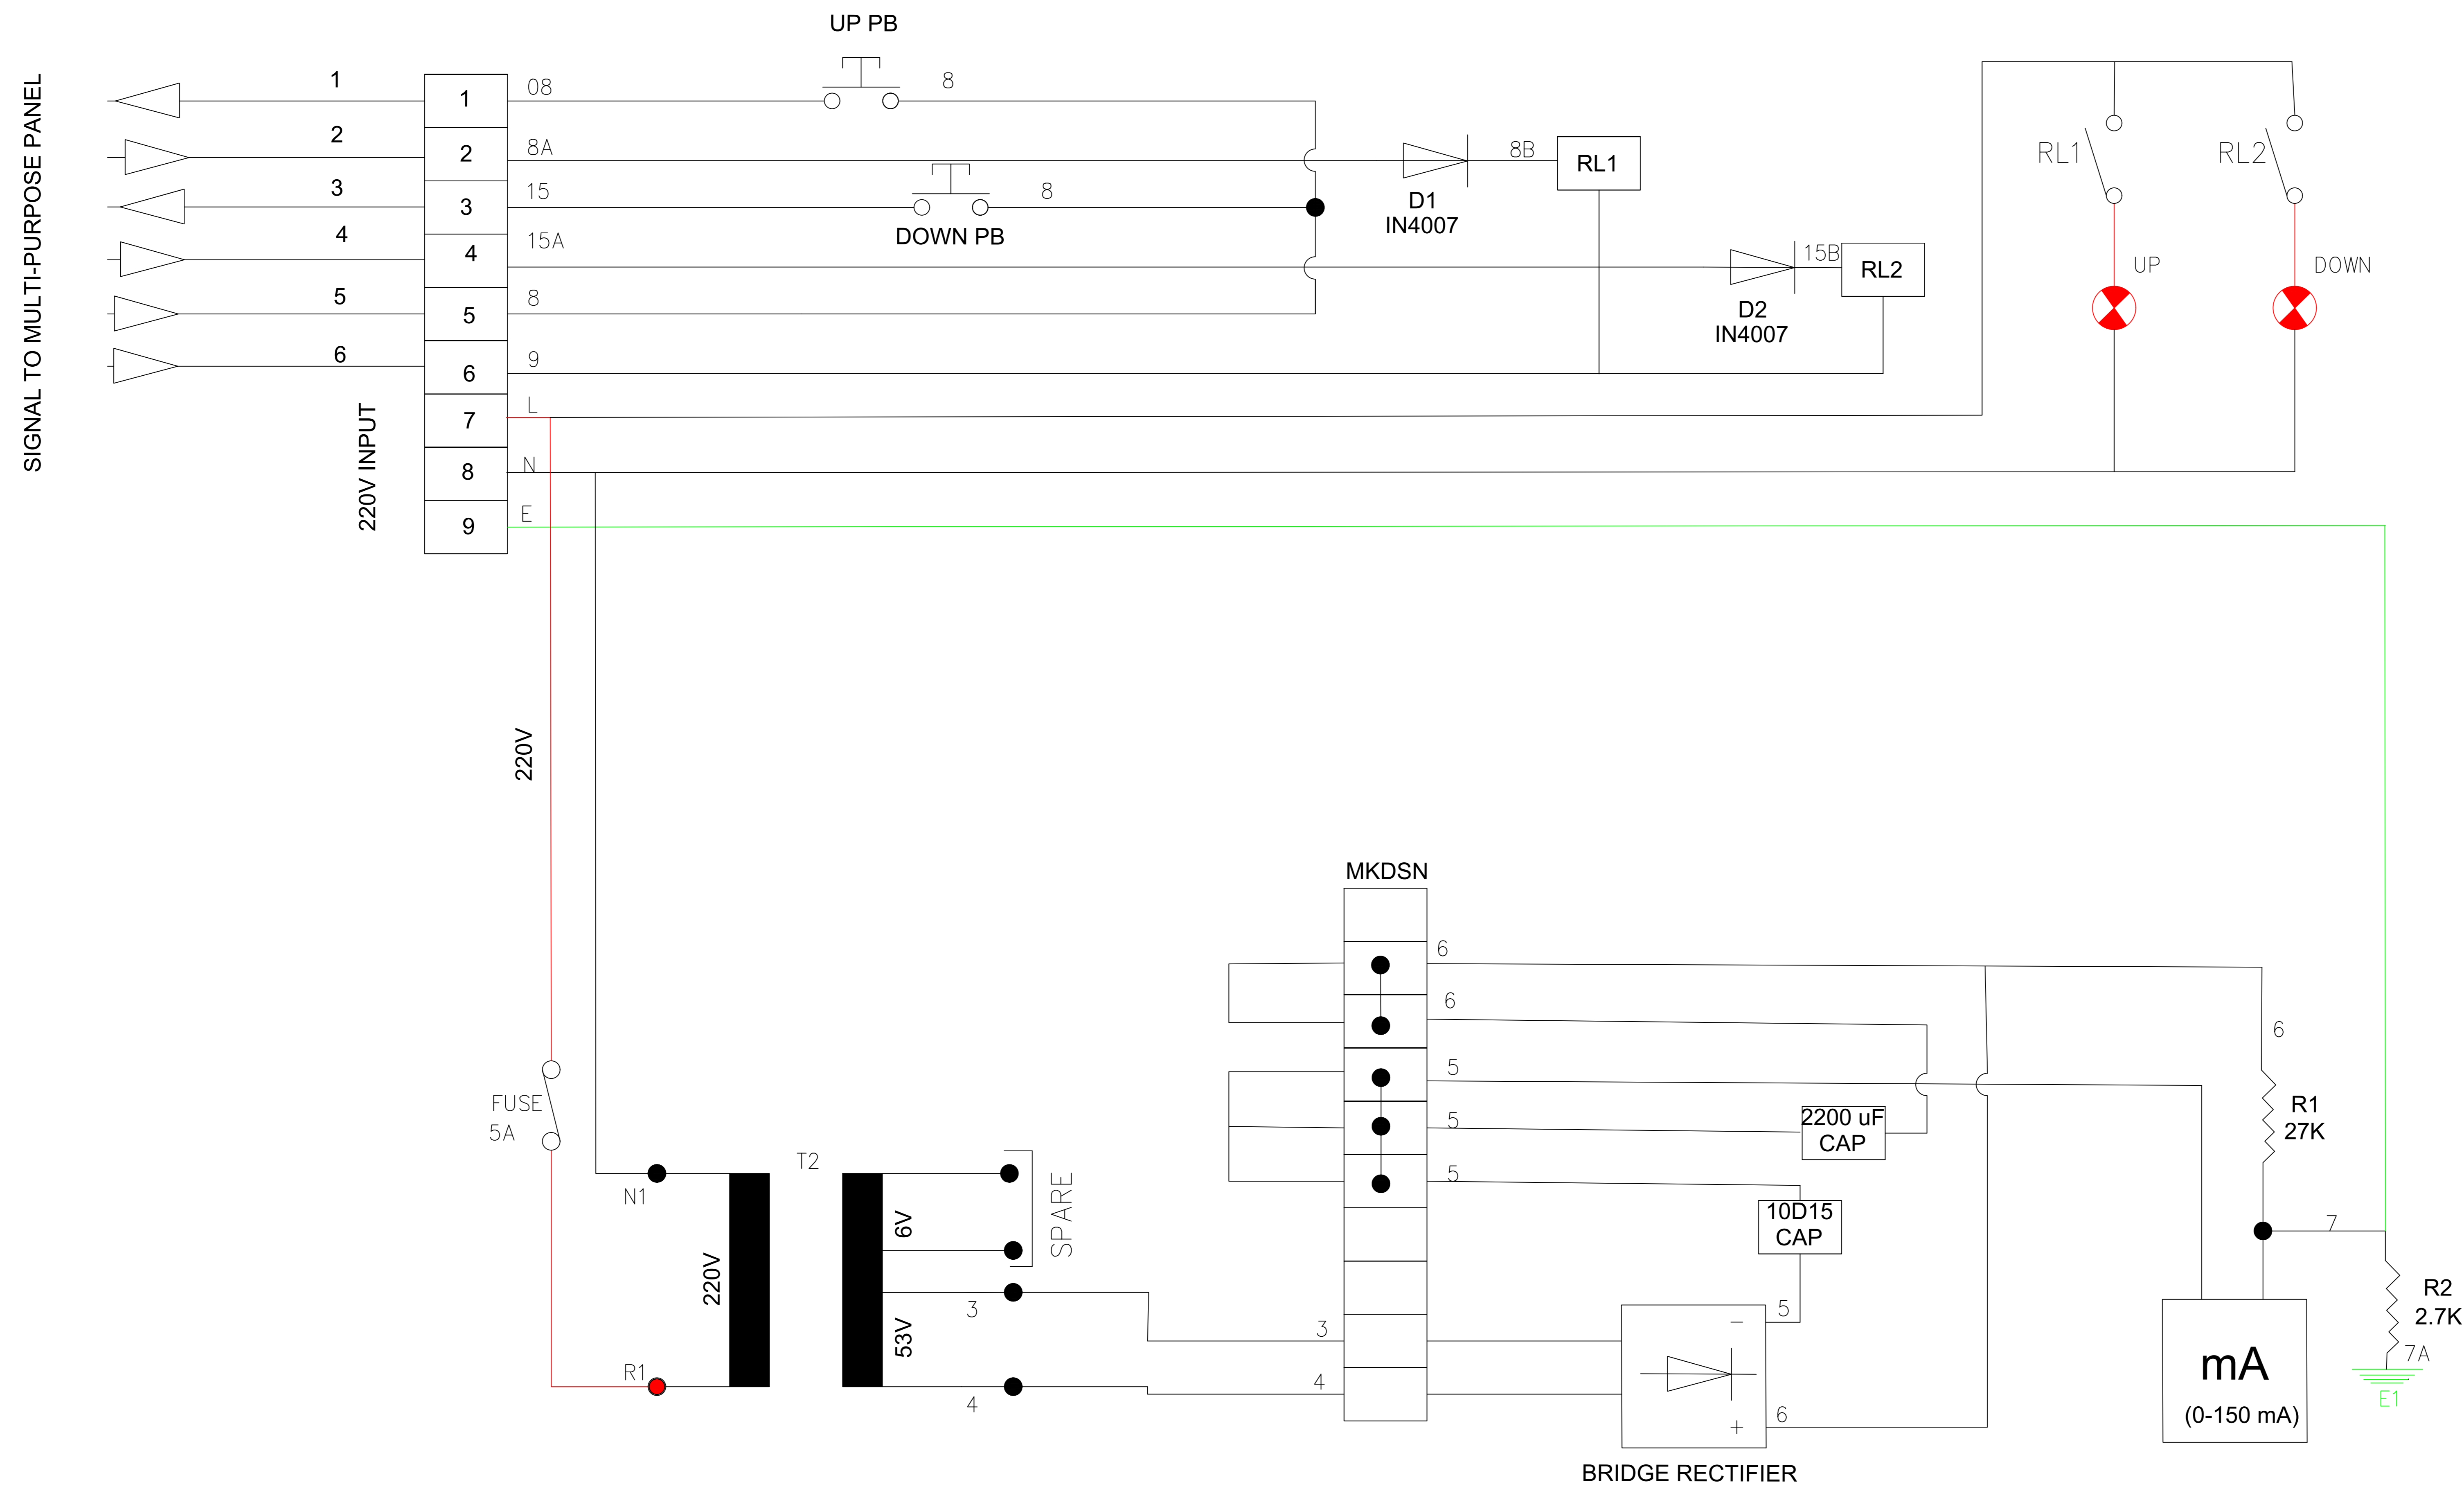 UP PB
SIGNAL TO MULTI-PURPOSE PANEL
1
1
08
8
2
2
8A
8B
RL1
D1
IN4007
3
3
15
8
DOWN PB
4
4
15A
15B
RL2
D2
IN4007
5
5
8
6
6
9
220V INPUT
7
L
8
N
9
E
RL1
RL2
UP
DOWN
220V
FUSE
5A
N1
R1
T2
220V
6V
53V
SPARE
3
4
MKDSN
6
6
5
5
5
3
4
2200 uF
CAP
10D15
CAP
-
5
+
6
BRIDGE RECTIFIER
6
R1
27K
7
R2
2.7K
7A
E1
mA
(0-150 mA)